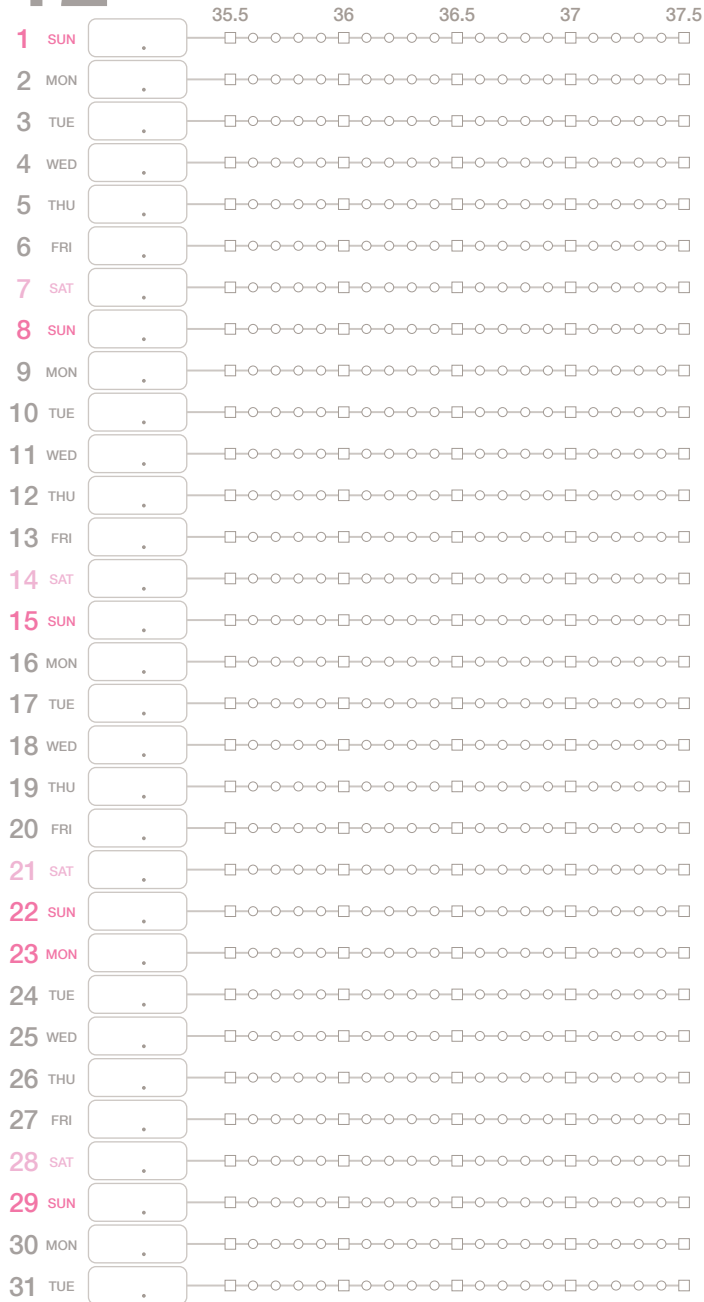 35.5 36 36.5 37 37.5
1 SUN .
2 MON .
3 TUE .
4 WED .
5 THU .
6 FRI .
7 SAT .
8 SUN .
9 MON .
10 TUE .
11 WED .
12 THU .
13 FRI .
14 SAT .
15 SUN .
16 MON .
17 TUE .
18 WED .
19 THU .
20 FRI .
21 SAT .
22 SUN .
23 MON .
24 TUE .
25 WED .
26 THU .
27 FRI .
28 SAT .
29 SUN .
30 MON .
31 TUE .